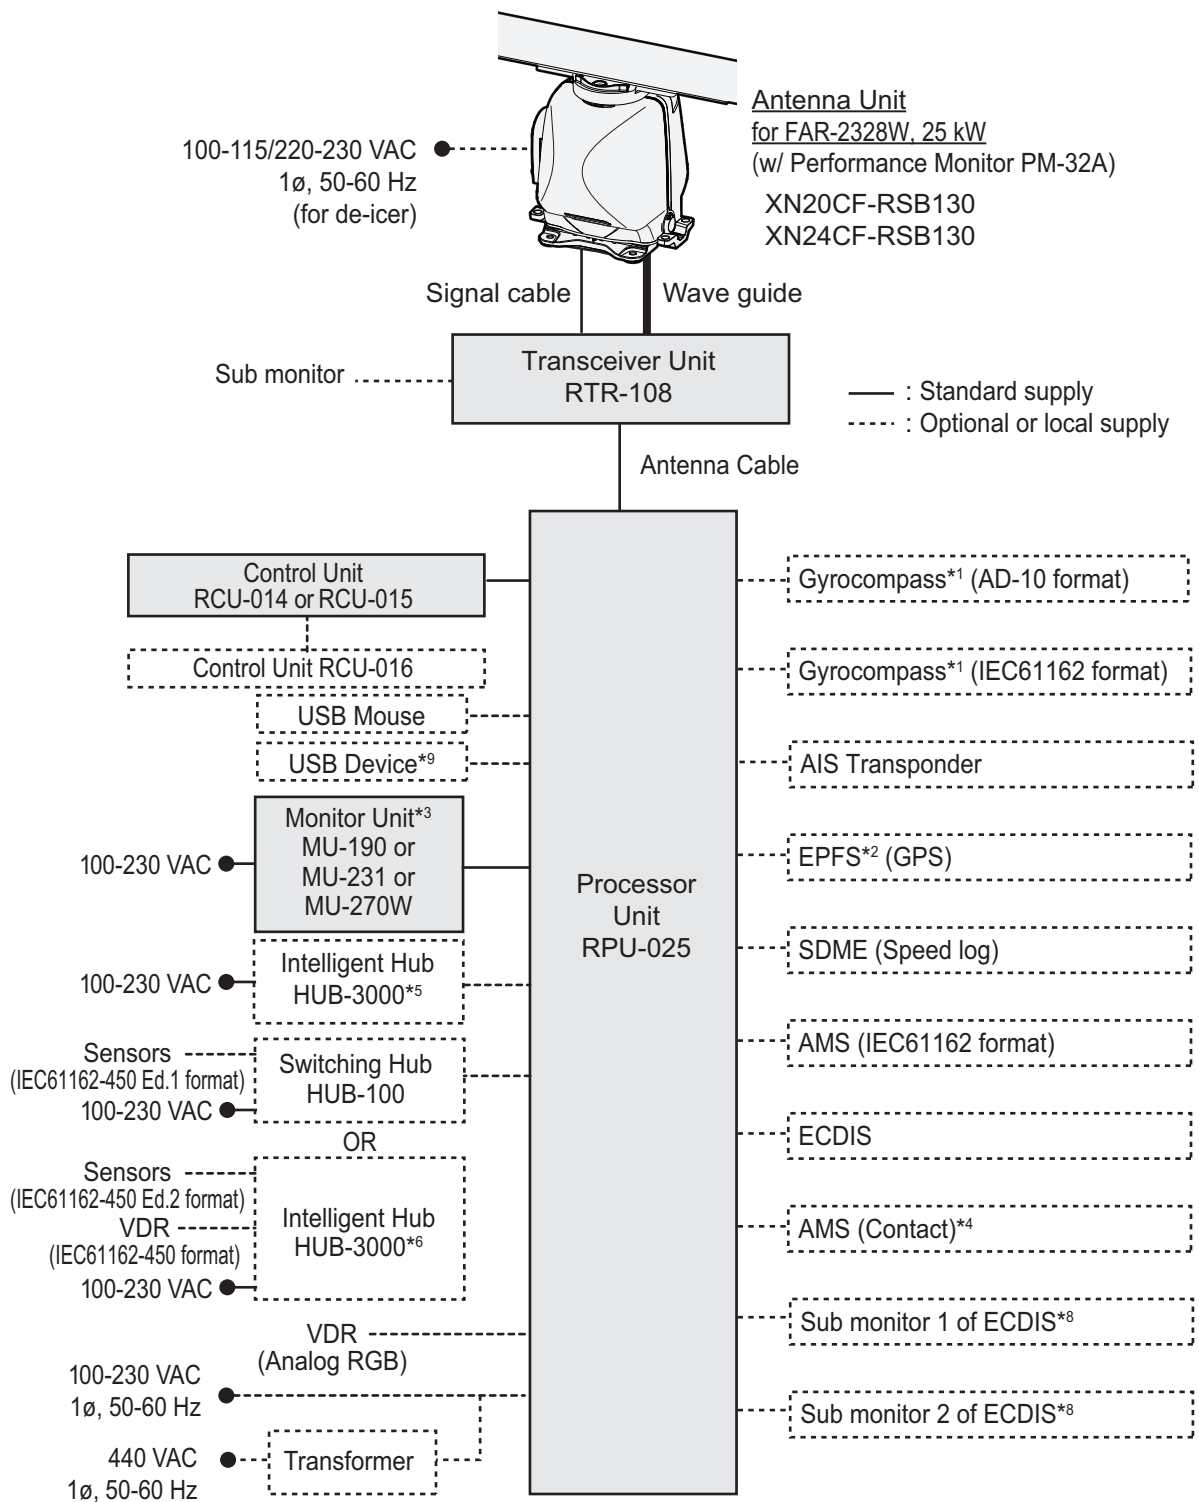 Antenna Unit
for FAR-2328W, 25 kW
(w/ Performance Monitor PM-32A)
XN20CF-RSB130
XN24CF-RSB130
100-115/220-230 VAC
1ø, 50-60 Hz
(for de-icer)
Signal cable
Wave guide
Transceiver Unit
RTR-108
Sub monitor
: Standard supply
: Optional or local supply
Antenna Cable
Control Unit
RCU-014 or RCU-015
Control Unit RCU-016
USB Mouse
USB Device*9
Monitor Unit*3
MU-190 or
MU-231 or
MU-270W
100-230 VAC
Intelligent Hub
HUB-3000*5
100-230 VAC
Sensors
(IEC61162-450 Ed.1 format)
100-230 VAC
Switching Hub
HUB-100
OR
Sensors
(IEC61162-450 Ed.2 format)
VDR
(IEC61162-450 format)
100-230 VAC
Intelligent Hub
HUB-3000*6
VDR
(Analog RGB)
100-230 VAC
1ø, 50-60 Hz
440 VAC
1ø, 50-60 Hz
Transformer
Processor
Unit
RPU-025
Gyrocompass*1 (AD-10 format)
Gyrocompass*1 (IEC61162 format)
AIS Transponder
EPFS*2 (GPS)
SDME (Speed log)
AMS (IEC61162 format)
ECDIS
AMS (Contact)*4
Sub monitor 1 of ECDIS*8
Sub monitor 2 of ECDIS*8